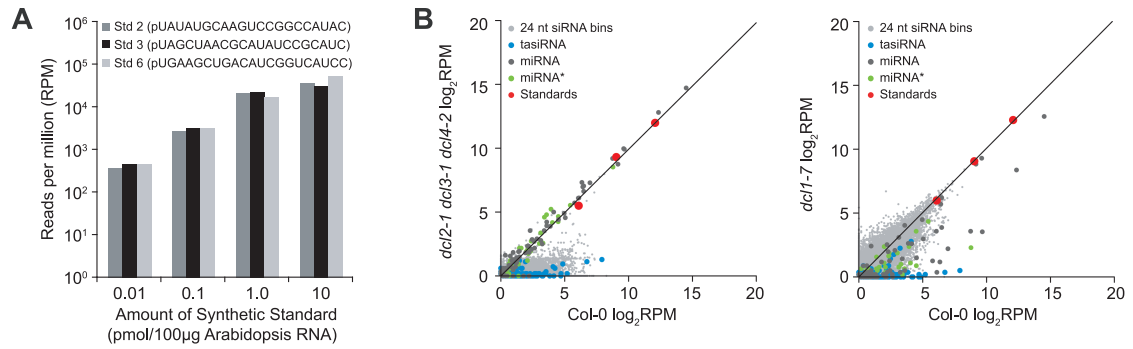 A
Reads per million (RPM)
10⁶
10⁵
10⁴
10³
10²
10¹
10⁰
Std 2 (pUAUAUGCAAGUCCGGCCAUAC)
Std 3 (pUAGCUAACGCAUAUCCGCAUC)
Std 6 (pUGAAGCUGACAUCGGUCAUCC)
0.01 0.1 1.0 10
Amount of Synthetic Standard
(pmol/100µg Arabidopsis RNA)
B
dcl2-1 dcl3-1 dcl4-2 log₂RPM
20
15
10
5
0
24 nt siRNA bins
tasiRNA
miRNA
miRNA*
Standards
0 5 10 15 20
Col-0 log₂RPM
dcl1-7 log₂RPM
20
15
10
5
0
24 nt siRNA bins
tasiRNA
miRNA
miRNA*
Standards
0 5 10 15 20
Col-0 log₂RPM